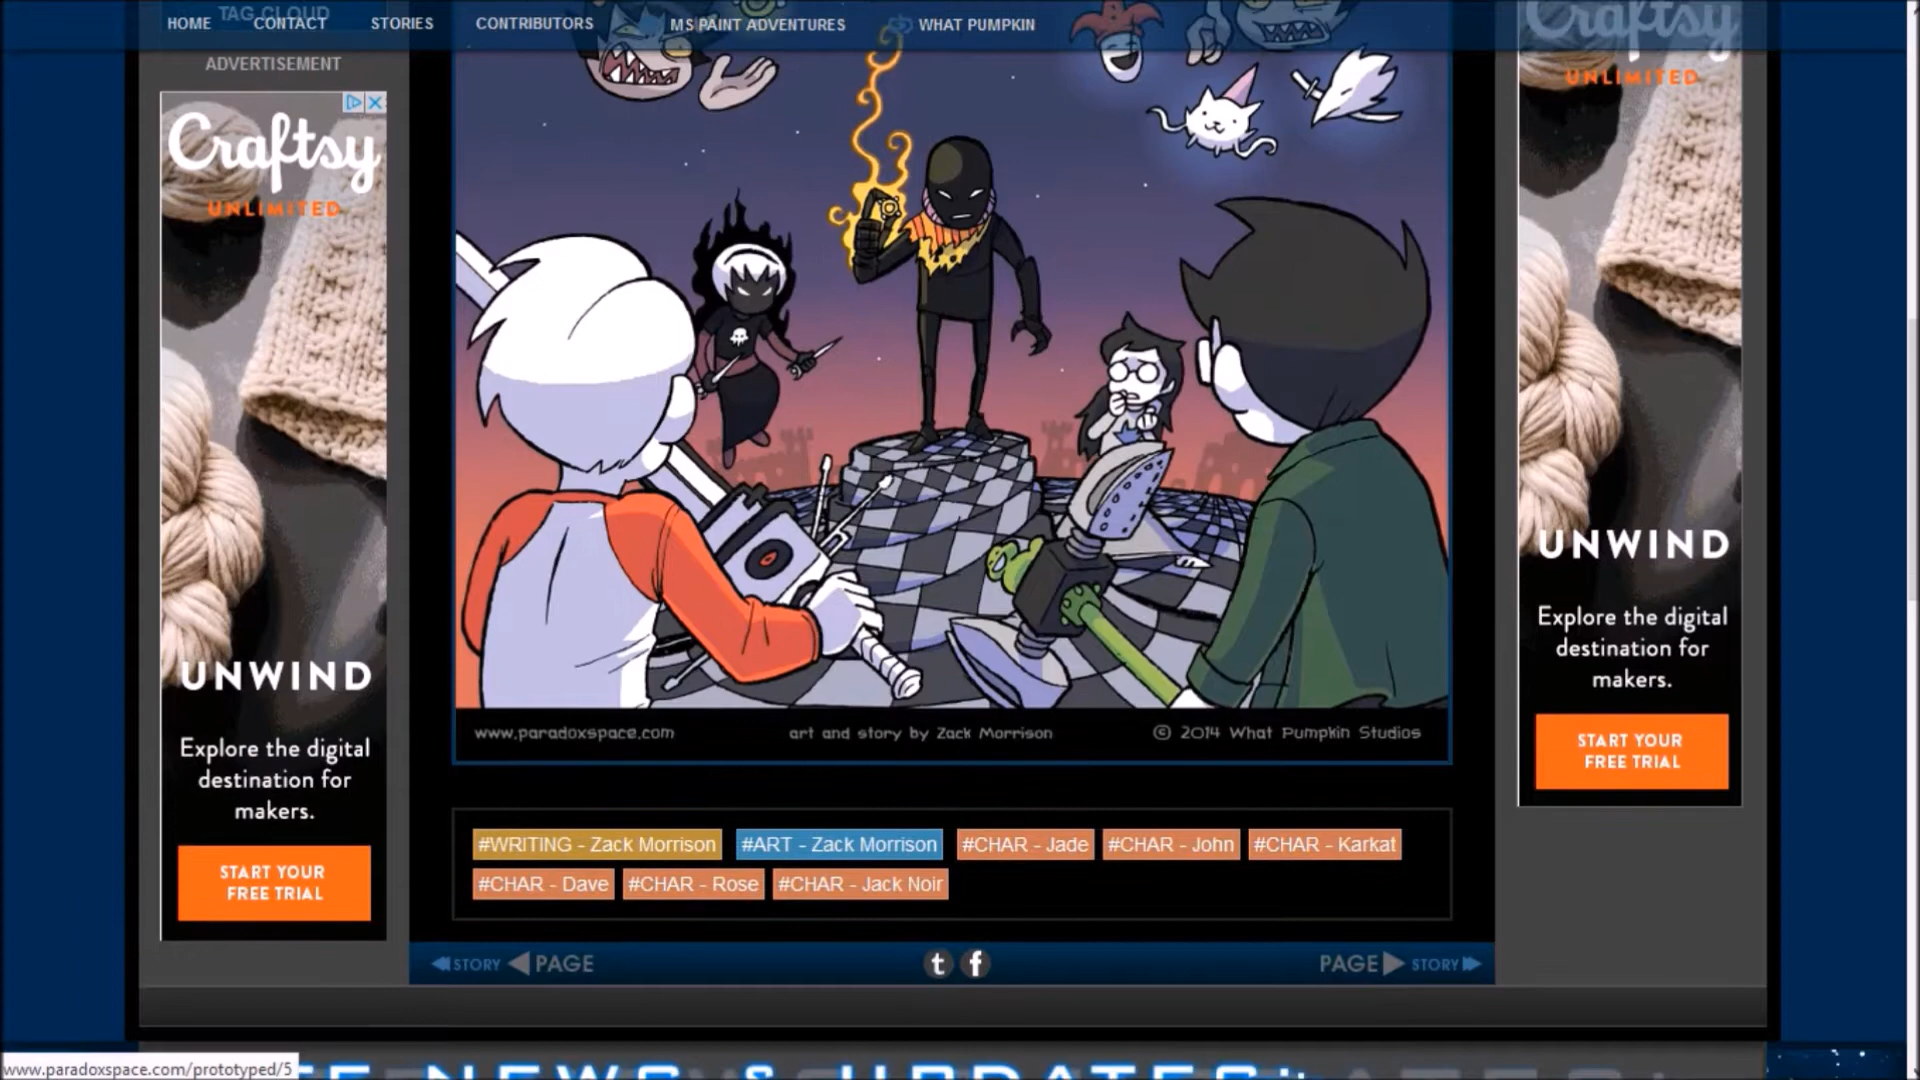 TAG CLOUD
HOME CONTACT STORIES CONTRIBUTORS MS PAINT ADVENTURES WHAT PUMPKIN
ADVERTISEMENT
Craftsy
UNLIMITED
UNWIND
Explore the digital
destination for
makers.
START YOUR
FREE TRIAL
Craftsy
UNLIMITED
UNWIND
Explore the digital
destination for
makers.
START YOUR
FREE TRIAL
www.paradoxspace.com art and story by Zack Morrison © 2014 What Pumpkin Studios
#WRITING - Zack Morrison #ART - Zack Morrison #CHAR - Jade #CHAR - John #CHAR - Karkat
#CHAR - Dave #CHAR - Rose #CHAR - Jack Noir
STORY PAGE t f PAGE STORY
www.paradoxspace.com/prototyped/5
NEWS & UPDATES